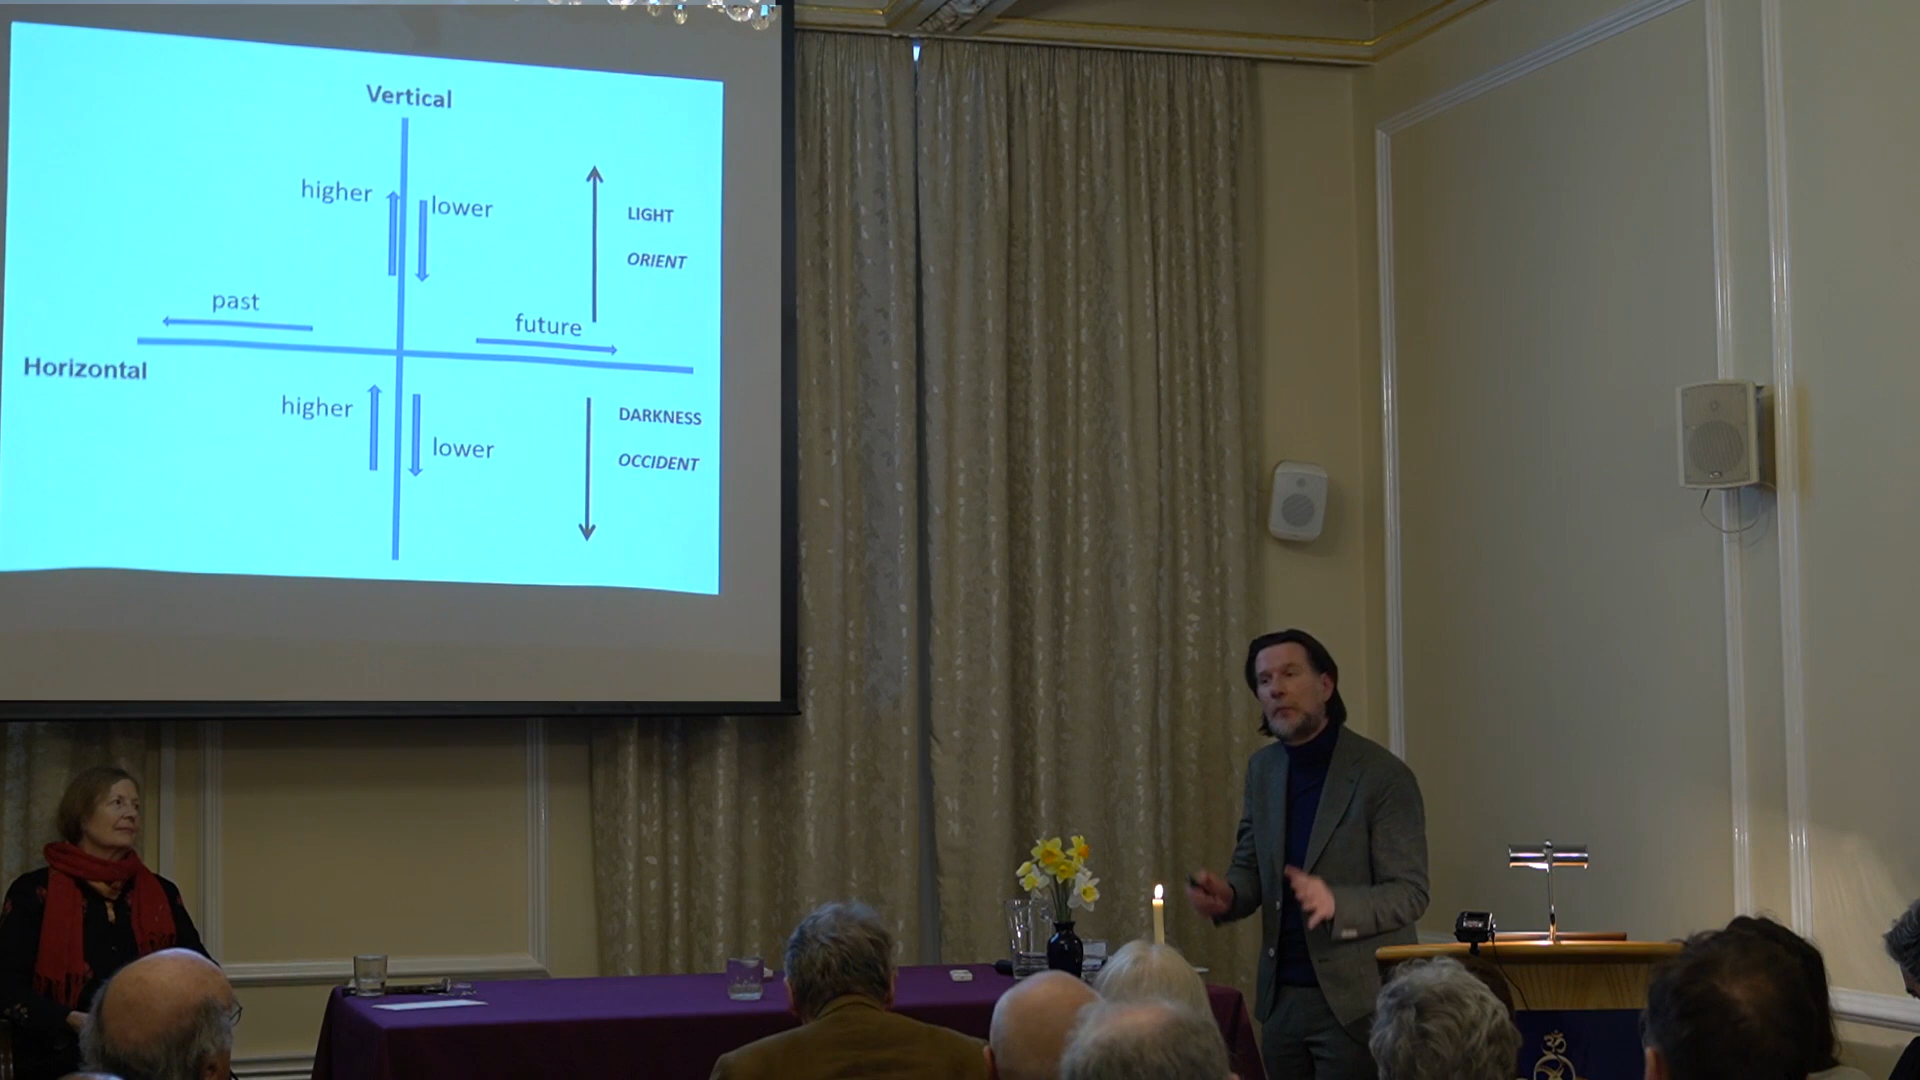 Vertical
higher
lower
LIGHT
ORIENT
past
future
Horizontal
higher
lower
DARKNESS
OCCIDENT
ॐ